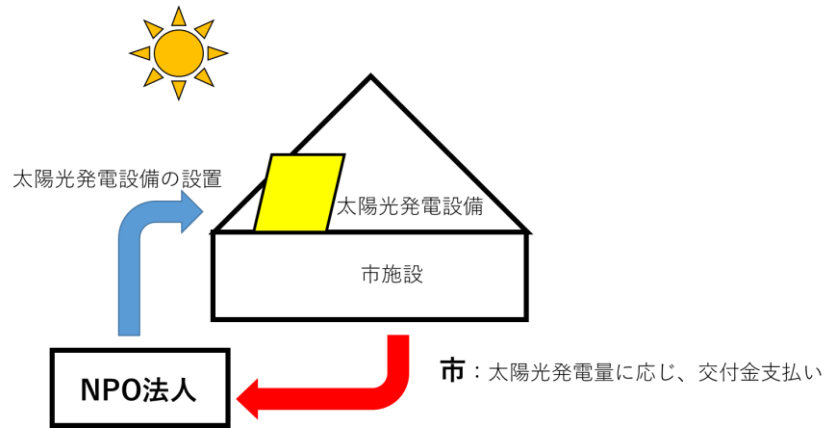 太陽光発電設備の設置
太陽光発電設備
市施設
市：太陽光発電量に応じ、交付金支払い
NPO法人